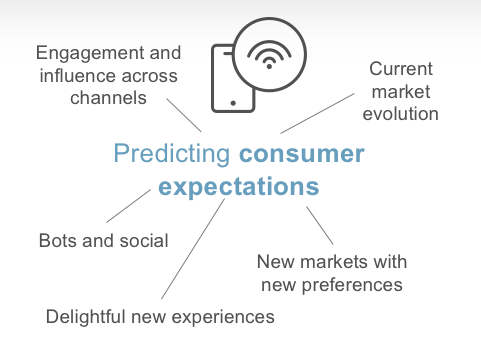 Engagement and
influence across
channels
Current
market
evolution
Predicting consumer
expectations
Bots and social
New markets with
new preferences
Delightful new experiences